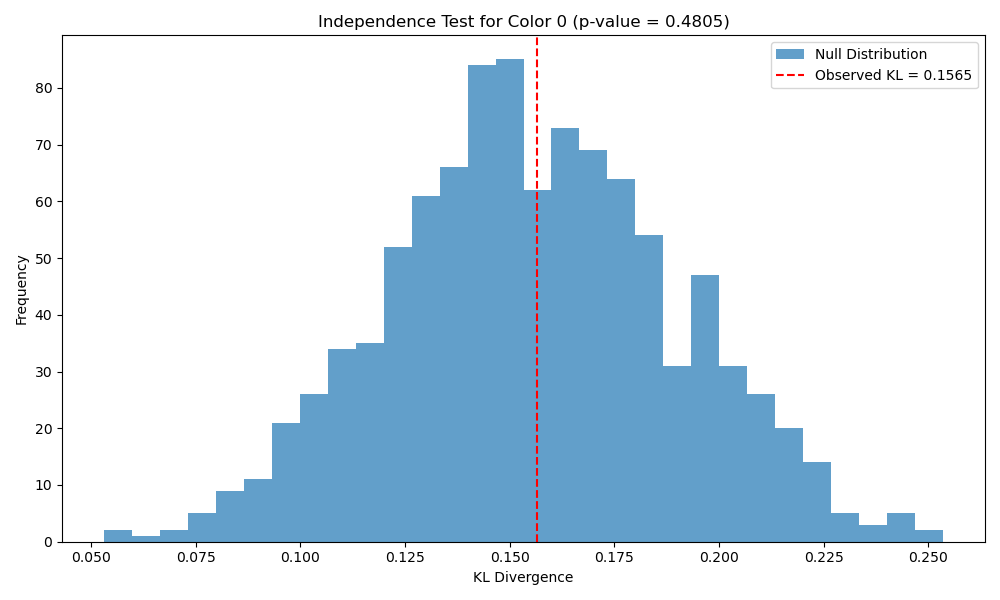 Independence Test for Color 0 (p-value = 0.4805)
Null Distribution
Observed KL = 0.1565
Frequency
80
70
60
50
40
30
20
10
0
0.050 0.075 0.100 0.125 0.150 0.175 0.200 0.225 0.250
KL Divergence